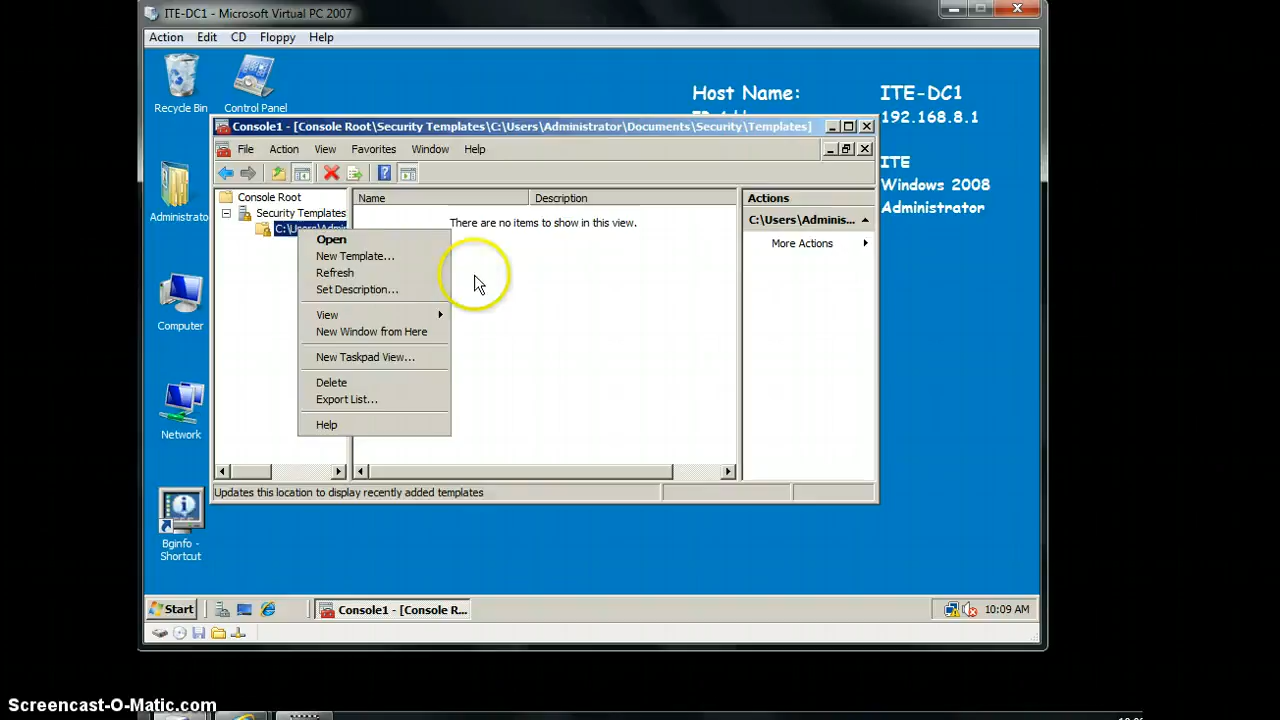 ITE-DC1 - Microsoft Virtual PC 2007
Action Edit CD Floppy Help
Recycle Bin
Control Panel
Host Name: ITE-DC1
192.168.8.1
ITE
Windows 2008
Administrator
Console1 - [Console Root\Security Templates\C:\Users\Administrator\Documents\Security\Templates]
File Action View Favorites Window Help
Console Root
Security Templates
C:\Users\Admin
Name Description
There are no items to show in this view.
Actions
C:\Users\Adminis...
More Actions
Open
New Template...
Refresh
Set Description...
View
New Window from Here
New Taskpad View...
Delete
Export List...
Help
Updates this location to display recently added templates
Administrato
Computer
Network
Bginfo -
Shortcut
Start
Console1 - [Console R...
10:09 AM
Screencast-O-Matic.com